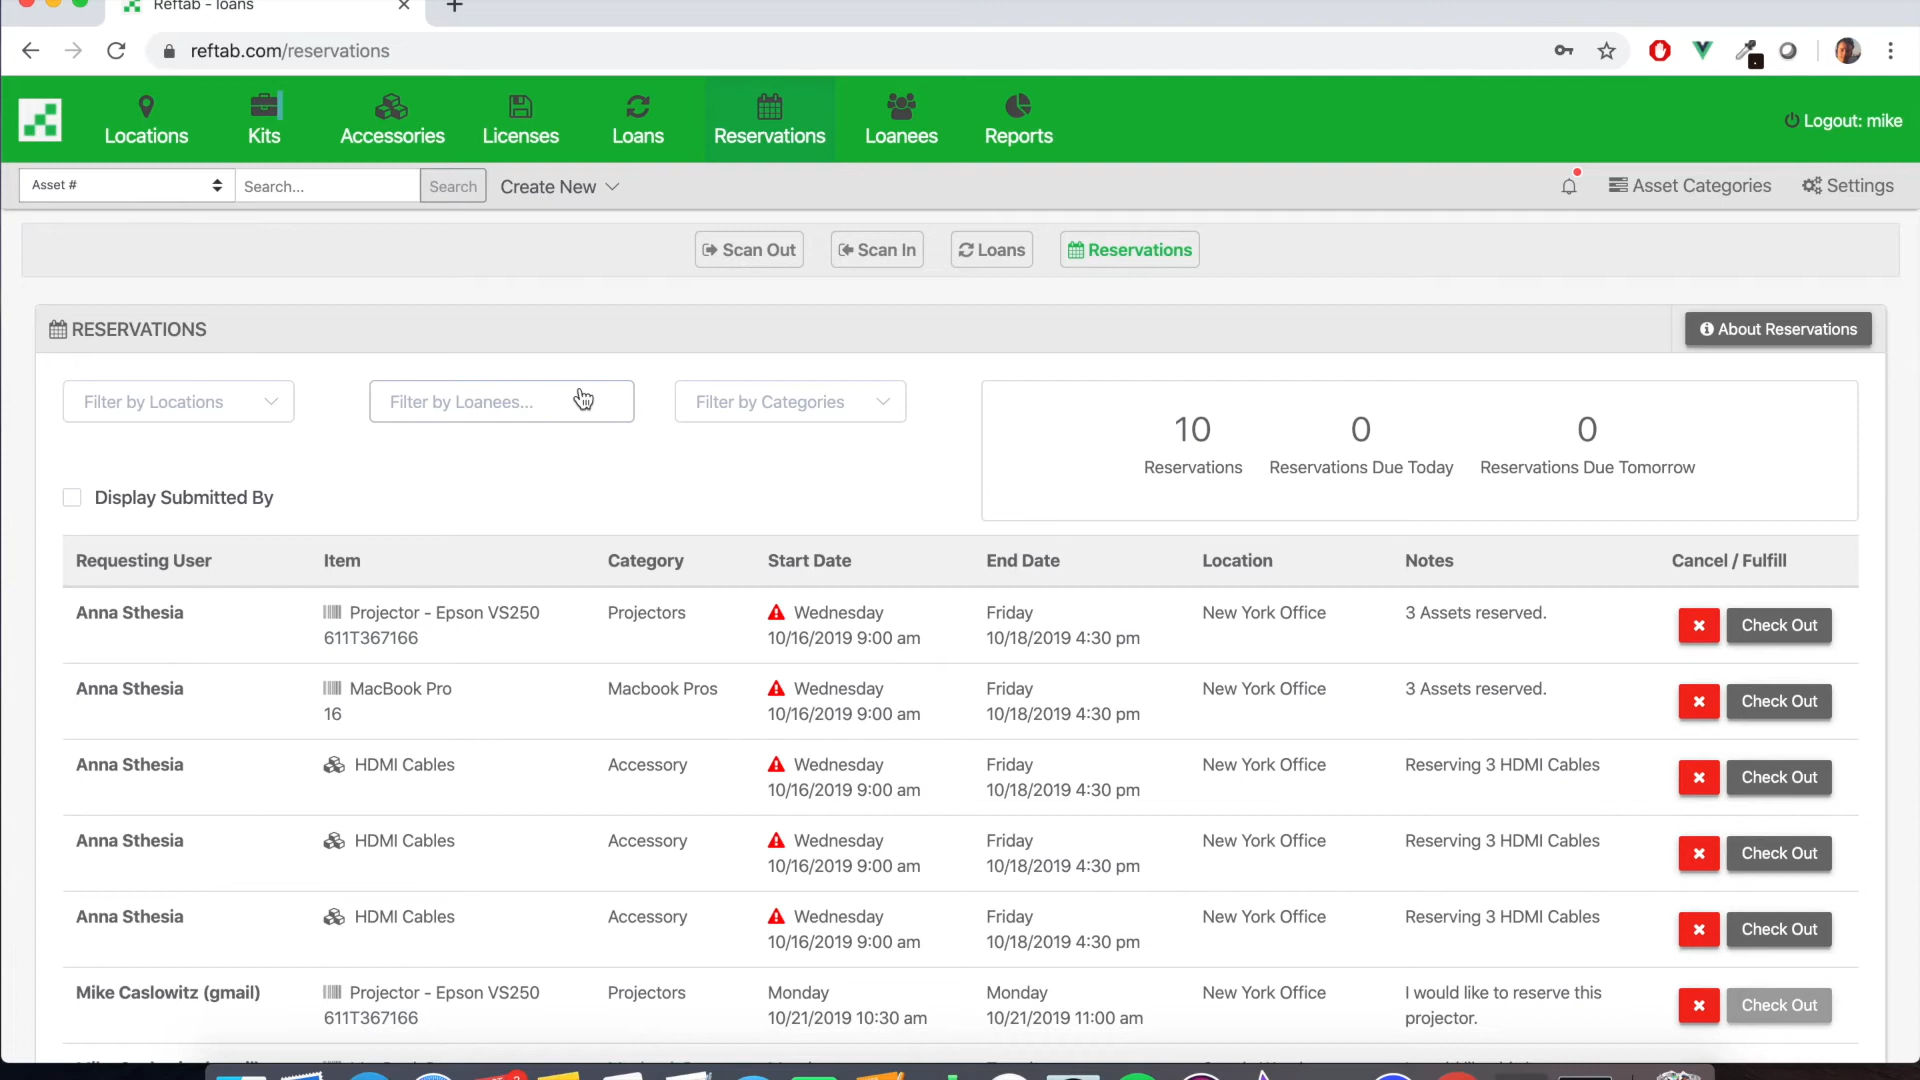 Reftab - loans
reftab.com/reservations
Locations
Kits
Accessories
Licenses
Loans
Reservations
Loanees
Reports
Logout: mike
Asset #
Search...
Search
Create New
Asset Categories
Settings
Scan Out
Scan In
Loans
Reservations
RESERVATIONS
About Reservations
Filter by Locations
Filter by Loanees...
Filter by Categories
10
0
0
Reservations
Reservations Due Today
Reservations Due Tomorrow
Display Submitted By
Requesting User
Item
Category
Start Date
End Date
Location
Notes
Cancel / Fulfill
Anna Sthesia
Projector - Epson VS250
611T367166
Projectors
Wednesday
10/16/2019 9:00 am
Friday
10/18/2019 4:30 pm
New York Office
3 Assets reserved.
Check Out
Anna Sthesia
MacBook Pro
16
Macbook Pros
Wednesday
10/16/2019 9:00 am
Friday
10/18/2019 4:30 pm
New York Office
3 Assets reserved.
Check Out
Anna Sthesia
HDMI Cables
Accessory
Wednesday
10/16/2019 9:00 am
Friday
10/18/2019 4:30 pm
New York Office
Reserving 3 HDMI Cables
Check Out
Anna Sthesia
HDMI Cables
Accessory
Wednesday
10/16/2019 9:00 am
Friday
10/18/2019 4:30 pm
New York Office
Reserving 3 HDMI Cables
Check Out
Anna Sthesia
HDMI Cables
Accessory
Wednesday
10/16/2019 9:00 am
Friday
10/18/2019 4:30 pm
New York Office
Reserving 3 HDMI Cables
Check Out
Mike Caslowitz (gmail)
Projector - Epson VS250
611T367166
Projectors
Monday
10/21/2019 10:30 am
Monday
10/21/2019 11:00 am
New York Office
I would like to reserve this
projector.
Check Out